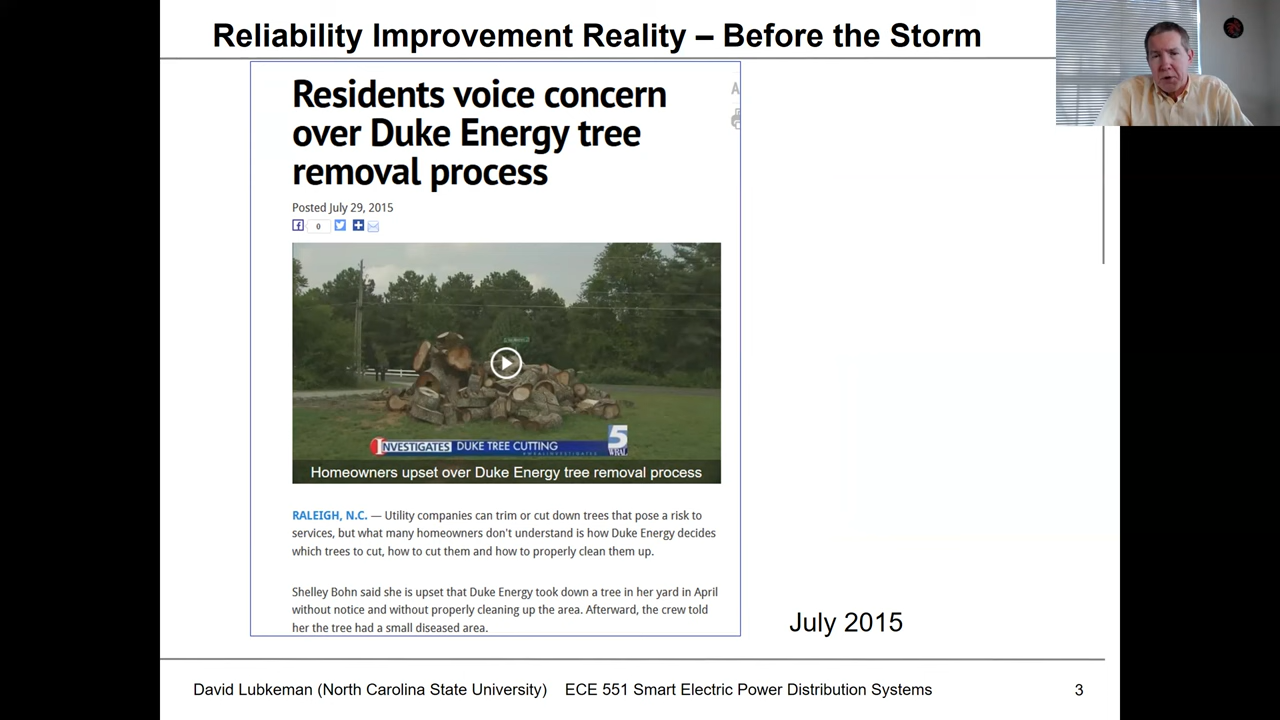 Reliability Improvement Reality – Before the Storm
Residents voice concern
over Duke Energy tree
removal process
Posted July 29, 2015
0
INVESTIGATES DUKE TREE CUTTING
5
WRAL
#WRALINVESTIGATES
Homeowners upset over Duke Energy tree removal process
RALEIGH, N.C. — Utility companies can trim or cut down trees that pose a risk to
services, but what many homeowners don't understand is how Duke Energy decides
which trees to cut, how to cut them and how to properly clean them up.
Shelley Bohn said she is upset that Duke Energy took down a tree in her yard in April
without notice and without properly cleaning up the area. Afterward, the crew told
her the tree had a small diseased area.
July 2015
David Lubkeman (North Carolina State University) ECE 551 Smart Electric Power Distribution Systems 3